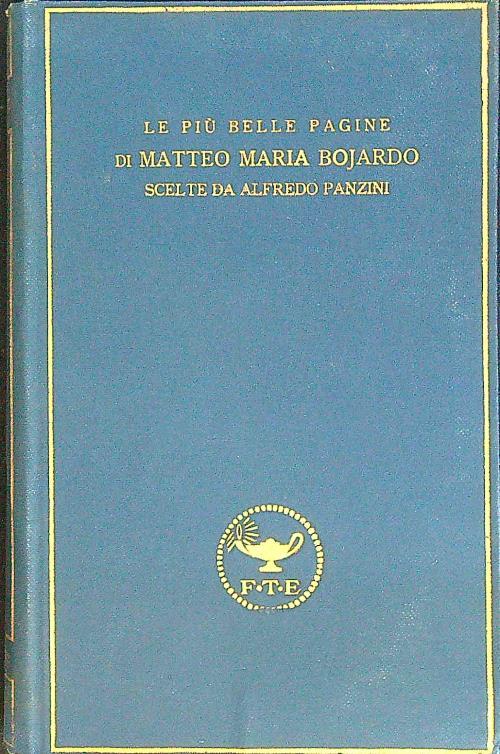 LE PIÙ BELLE PAGINE
DI MATTEO MARIA BOJARDO
SCELTE DA ALFREDO PANZINI
F·T·E